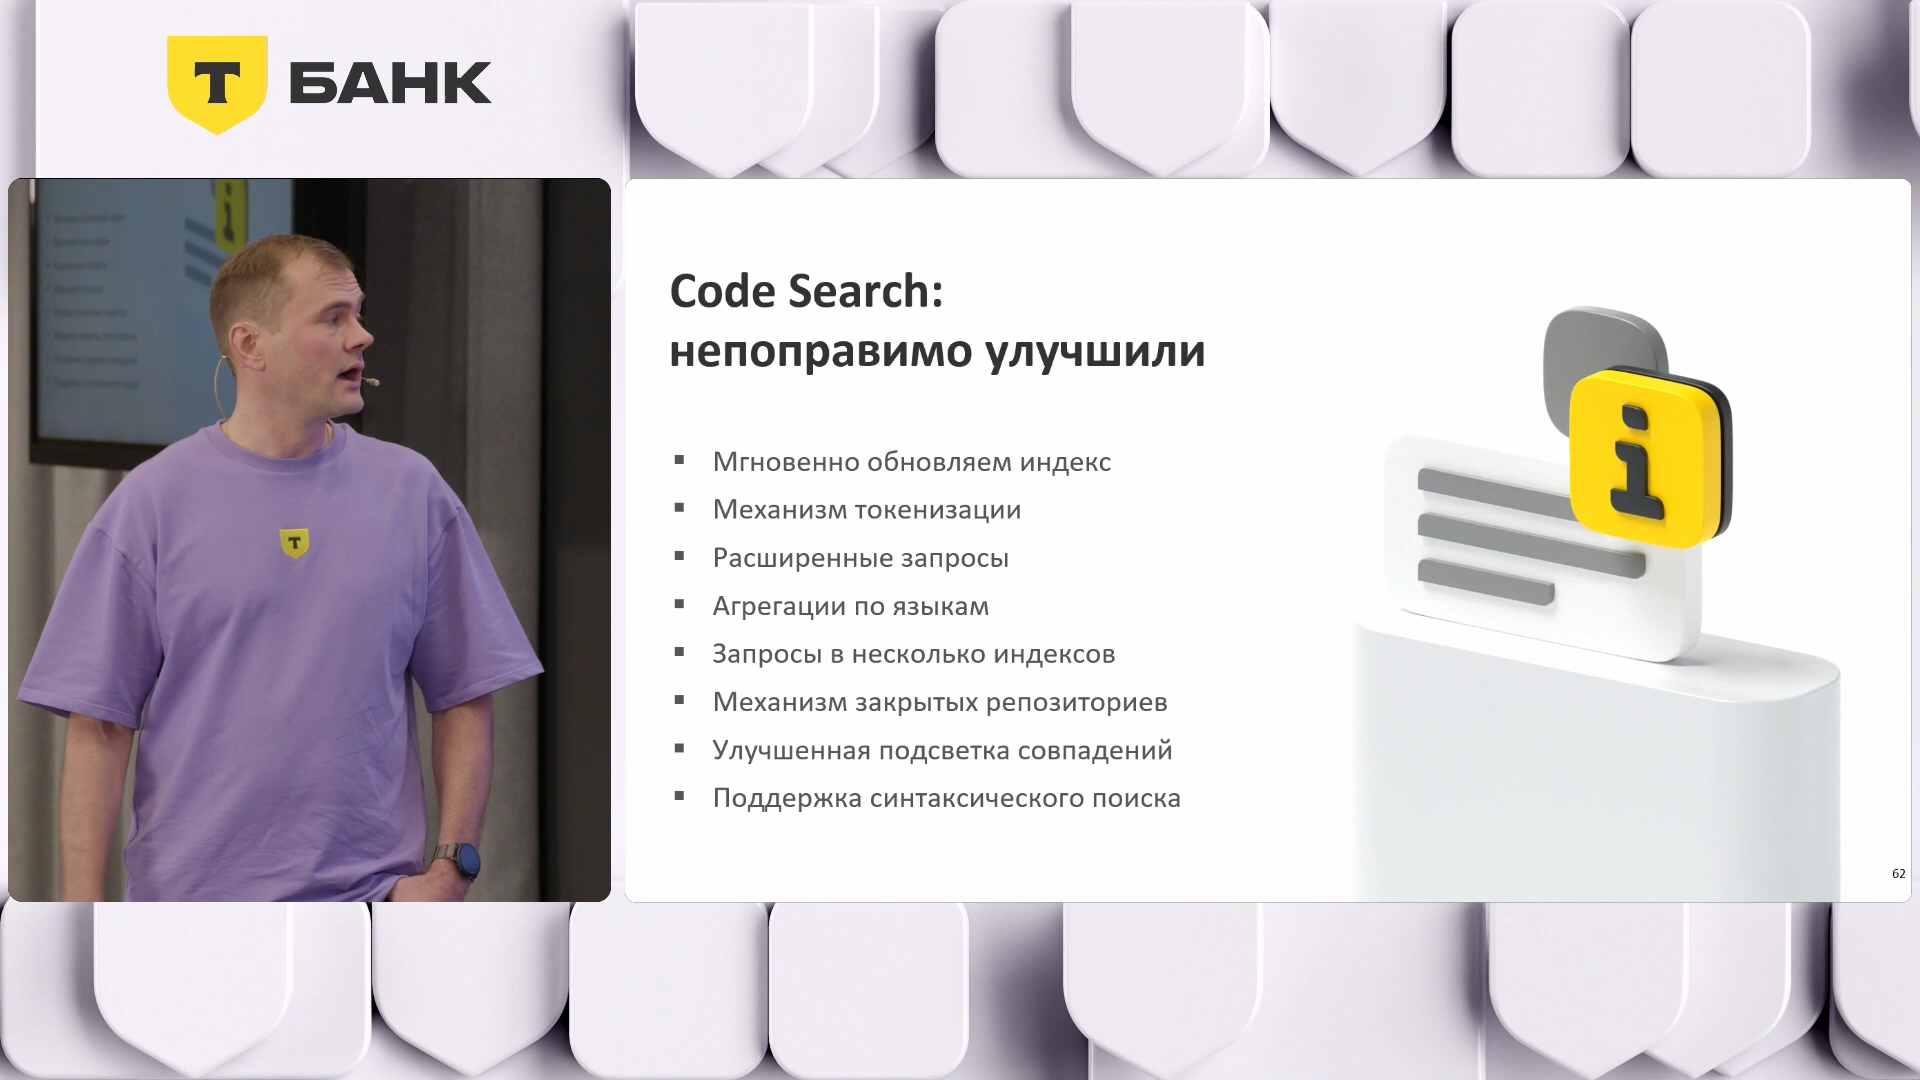 Т БАНК
Code Search:
непоправимо улучшили
▪ Мгновенно обновляем индекс
▪ Механизм токенизации
▪ Расширенные запросы
▪ Агрегации по языкам
▪ Запросы в несколько индексов
▪ Механизм закрытых репозиториев
▪ Улучшенная подсветка совпадений
▪ Поддержка синтаксического поиска
i
62
Т